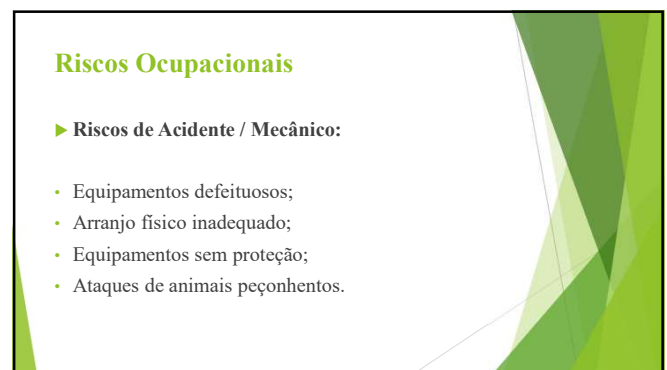 Riscos Ocupacionais
Riscos de Acidente / Mecânico:
• Equipamentos defeituosos;
• Arranjo físico inadequado;
• Equipamentos sem proteção;
• Ataques de animais peçonhentos.